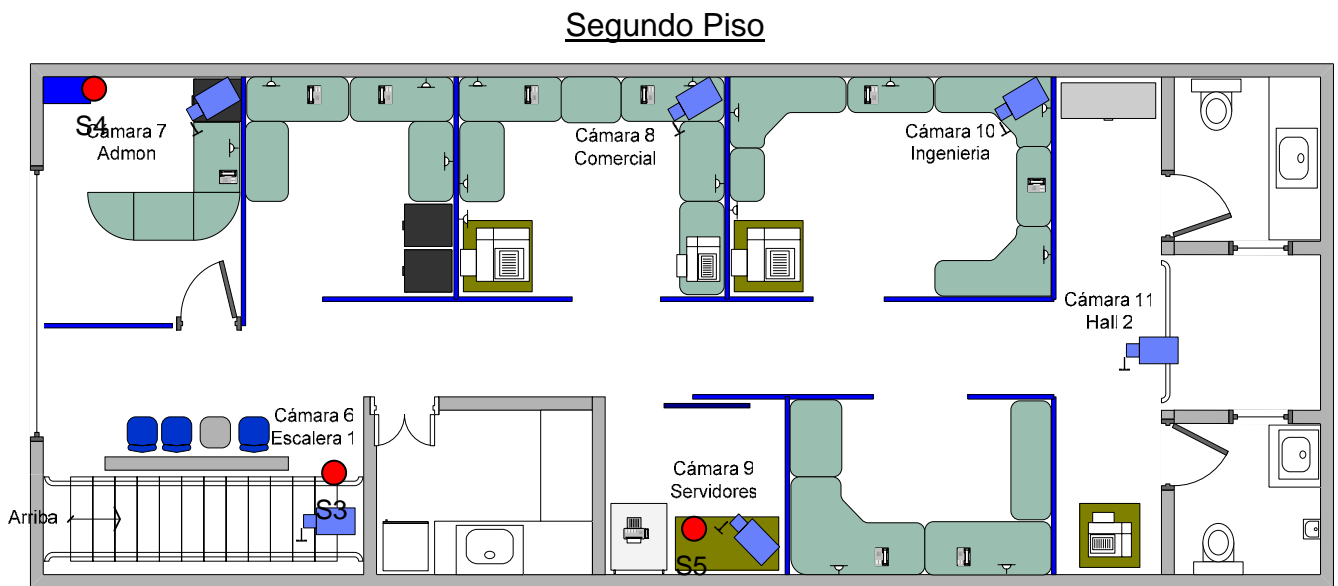 Segundo Piso
S4
Cámara 7
Admon
Cámara 8
Comercial
Cámara 10
Ingenieria
Cámara 11
Hall 2
Cámara 6
Escalera 1
Cámara 9
Servidores
Arriba
S3
S5